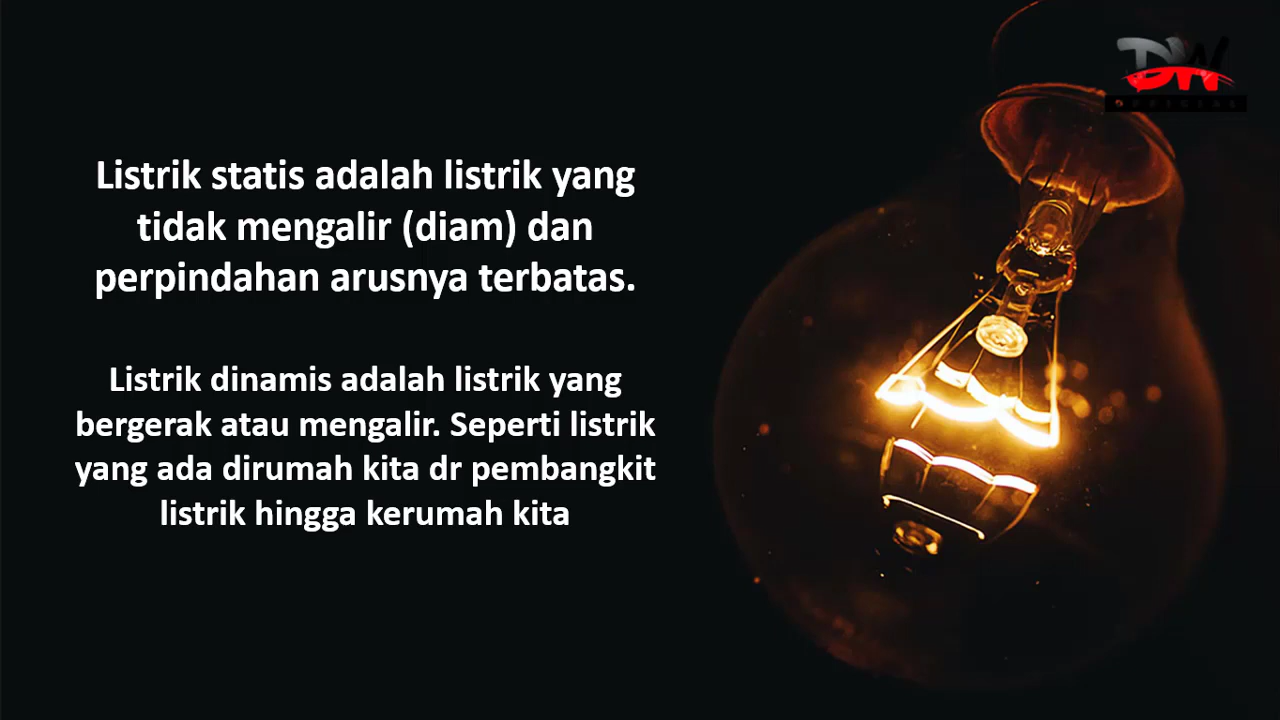 Listrik statis adalah listrik yang
tidak mengalir (diam) dan
perpindahan arusnya terbatas.
Listrik dinamis adalah listrik yang
bergerak atau mengalir. Seperti listrik
yang ada dirumah kita dr pembangkit
listrik hingga kerumah kita
DW
OFFICIAL